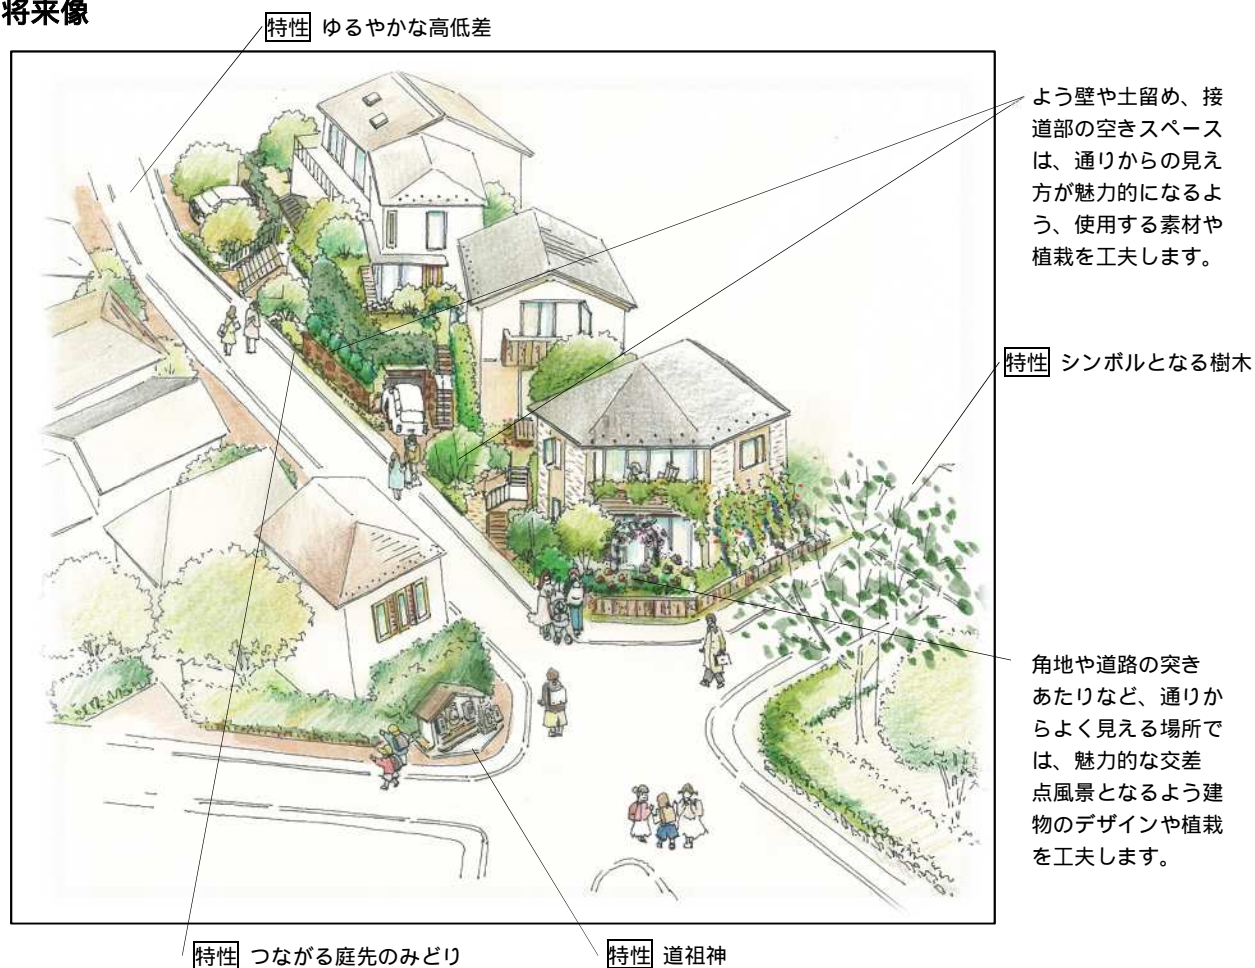 将来像
特性 ゆるやかな高低差
よう壁や土留め、接
道部の空きスペース
は、通りからの見え
方が魅力的になるよ
う、使用する素材や
植栽を工夫します。
特性 シンボルとなる樹木
角地や道路の突き
あたりなど、通りか
らよく見える場所で
は、魅力的な交差
点風景となるよう建
物のデザインや植栽
を工夫します。
特性 つながる庭先のみどり
特性 道祖神